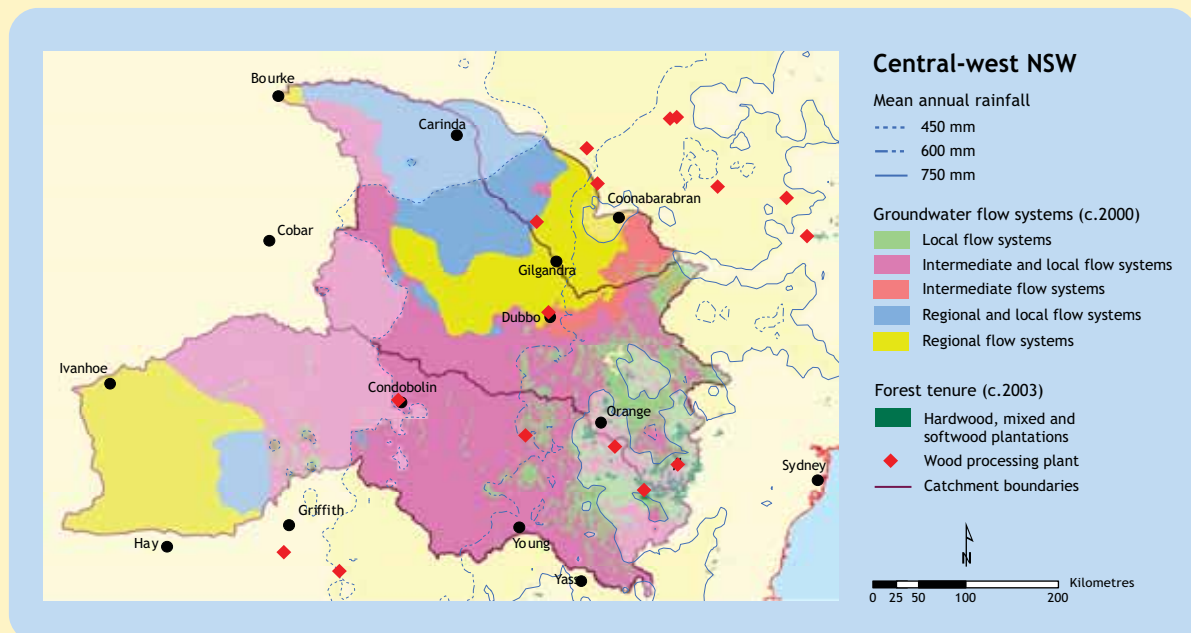 Central-west NSW
Mean annual rainfall
450 mm
600 mm
750 mm
Groundwater flow systems (c.2000)
Local flow systems
Intermediate and local flow systems
Intermediate flow systems
Regional and local flow systems
Regional flow systems
Forest tenure (c.2003)
Hardwood, mixed and
softwood plantations
Wood processing plant
Catchment boundaries
N
Kilometres
0 25 50 100 200
Bourke
Carinda
Coonabarabran
Cobar
Gilgandra
Dubbo
Ivanhoe
Condobolin
Orange
Sydney
Griffith
Hay
Young
Yass